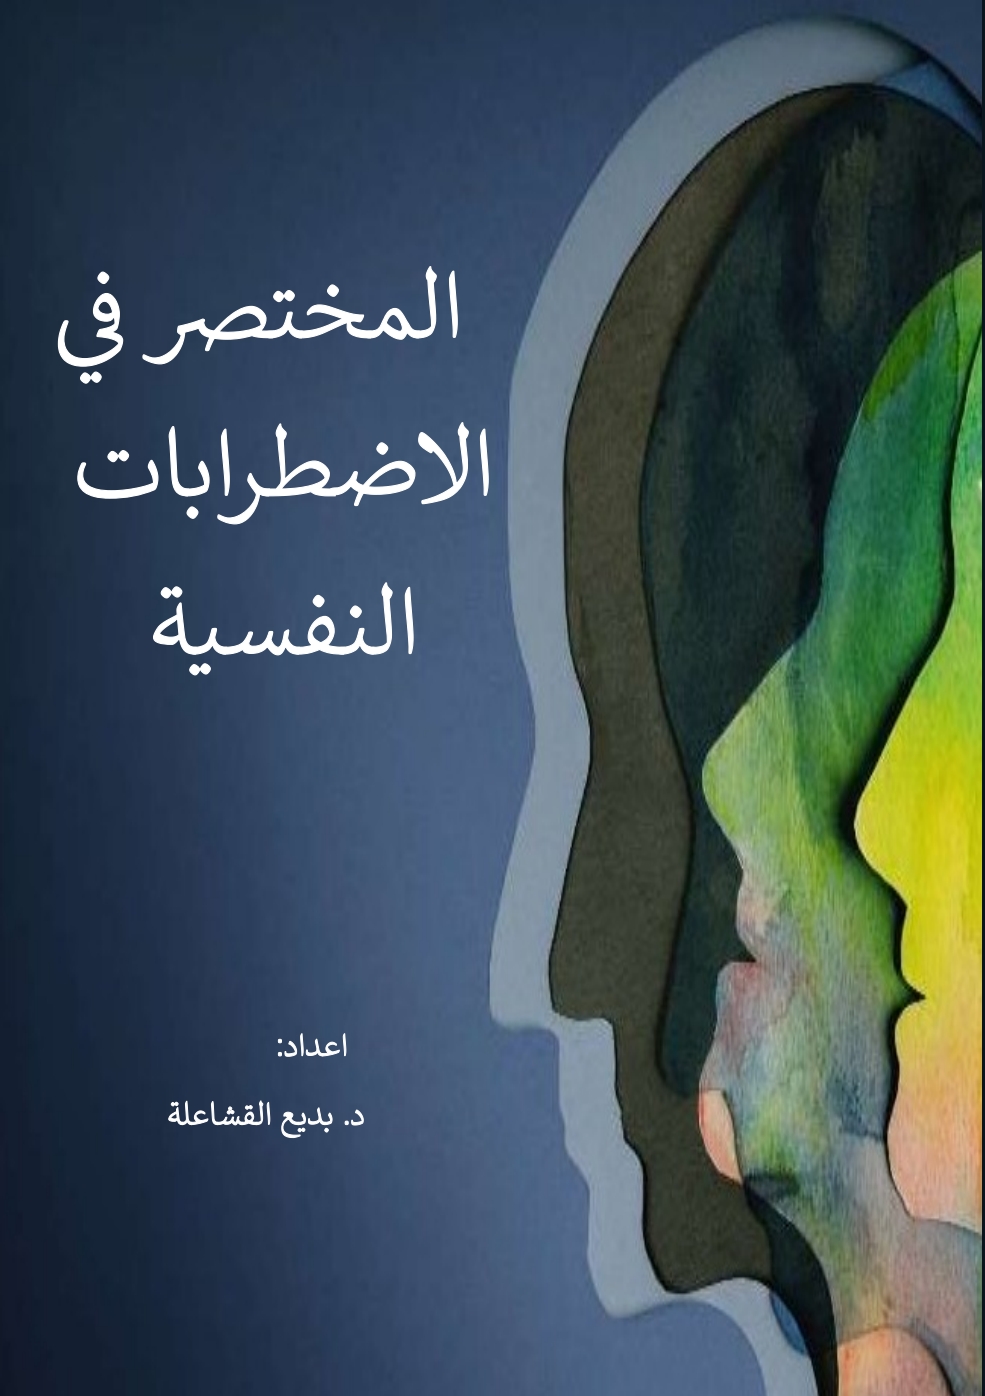 المختصر في
الاضطرابات
النفسية
اعداد:
د. بديع القشاعلة